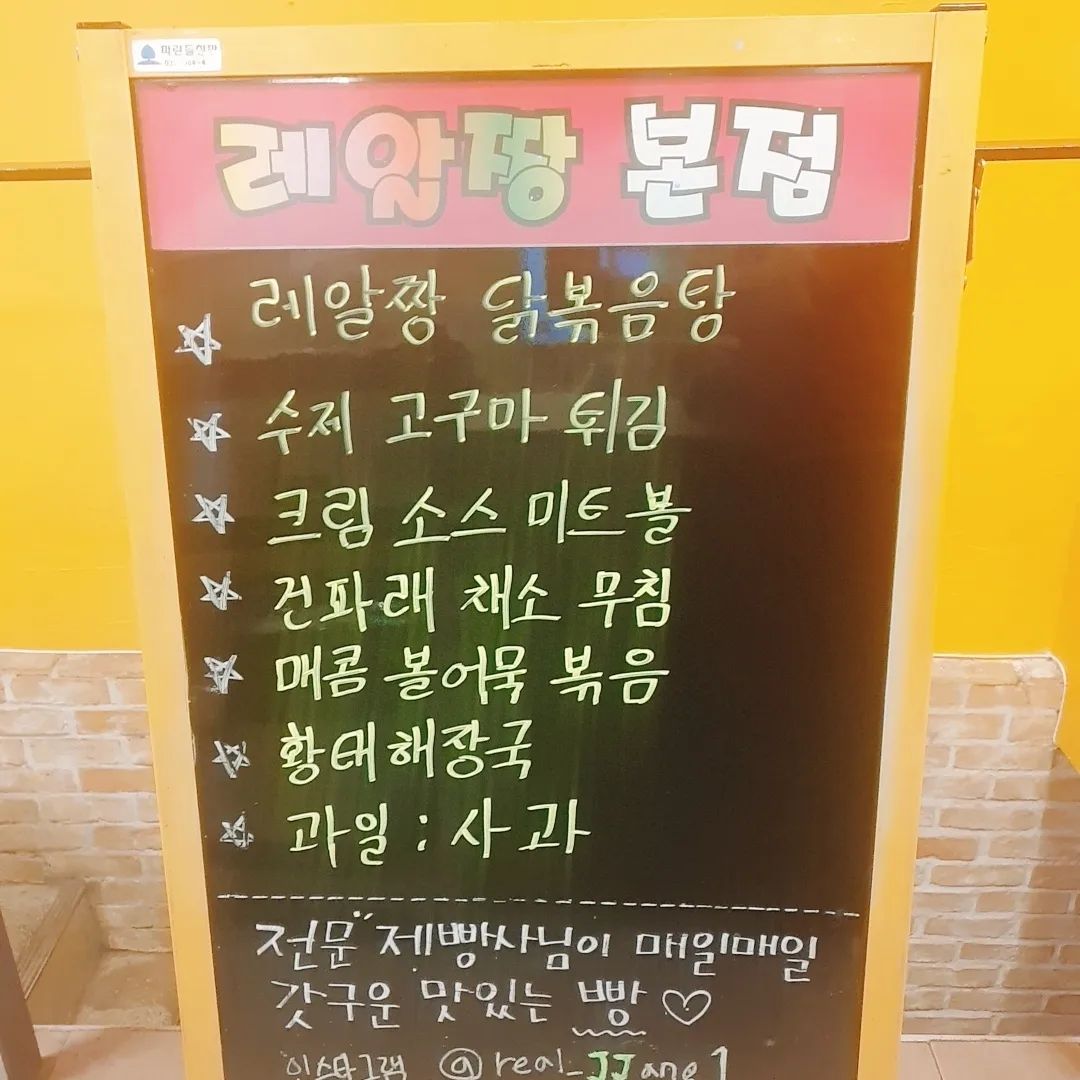 레알짱 본점
레알짱 닭볶음탕
수제 고구마 튀김
크림 소스 미트볼
건파래 채소 무침
매콤 볼어묵 볶음
황태해장국
과일 : 사과
전문 "제빵사님이 매일매일
갓구운 맛있는 빵 ♡
인스타그램 @real_JJang1